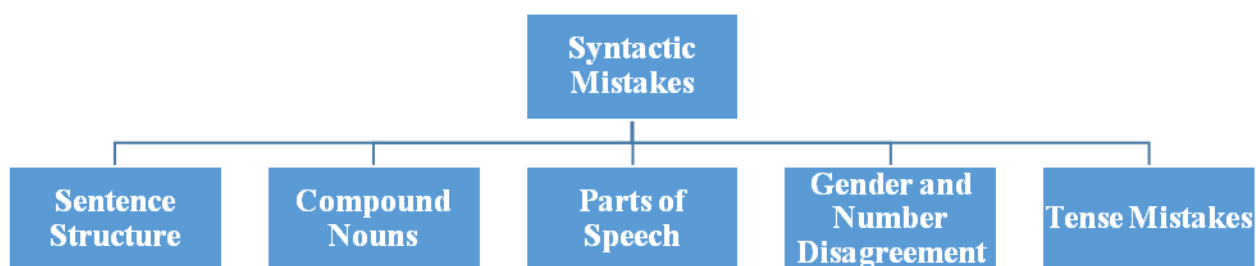 Syntactic
Mistakes
Sentence
Structure
Compound
Nouns
Parts of
Speech
Gender and
Number
Disagreement
Tense Mistakes